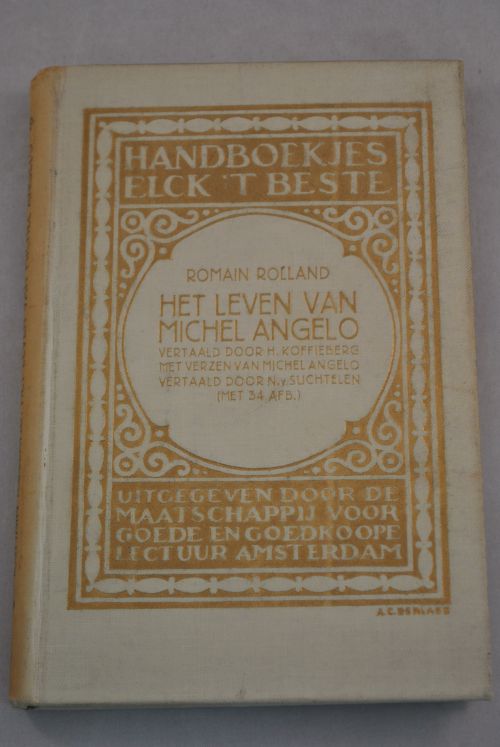 HANDBOEKJES
ELCK 'T BESTE
ROMAIN ROLLAND
HET LEVEN VAN
MICHEL ANGELO
VERTAALD DOOR H. KOFFIEBERG
MET VERZEN VAN MICHEL ANGELO
VERTAALD DOOR N.V. SUCHTELEN
(MET 34 AFB.)
UITGEGEVEN DOOR DE
MAATSCHAPPIJ VOOR
GOEDE EN GOEDKOOPE
LECTUUR AMSTERDAM